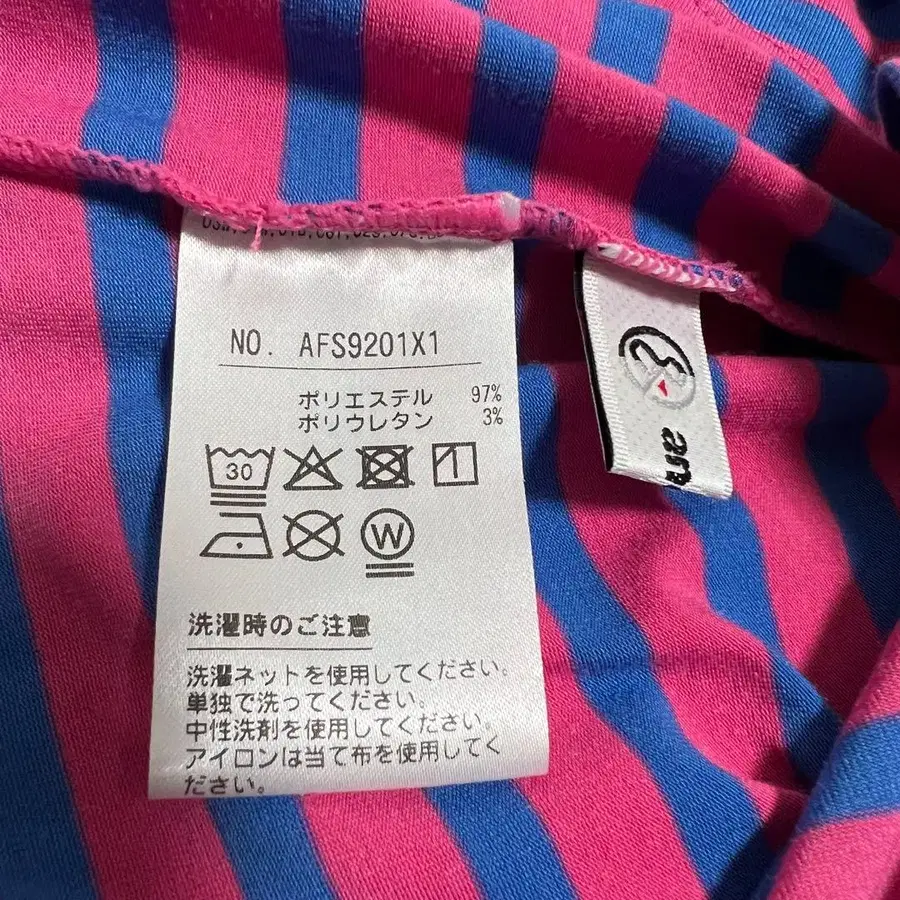 NO. AFS9201X1
ポリエステル 97%
ポリウレタン 3%
30
W
洗濯時のご注意
洗濯ネットを使用してください。
単独で洗ってください。
中性洗剤を使用してください。
アイロンは当て布を使用してく
ださい。